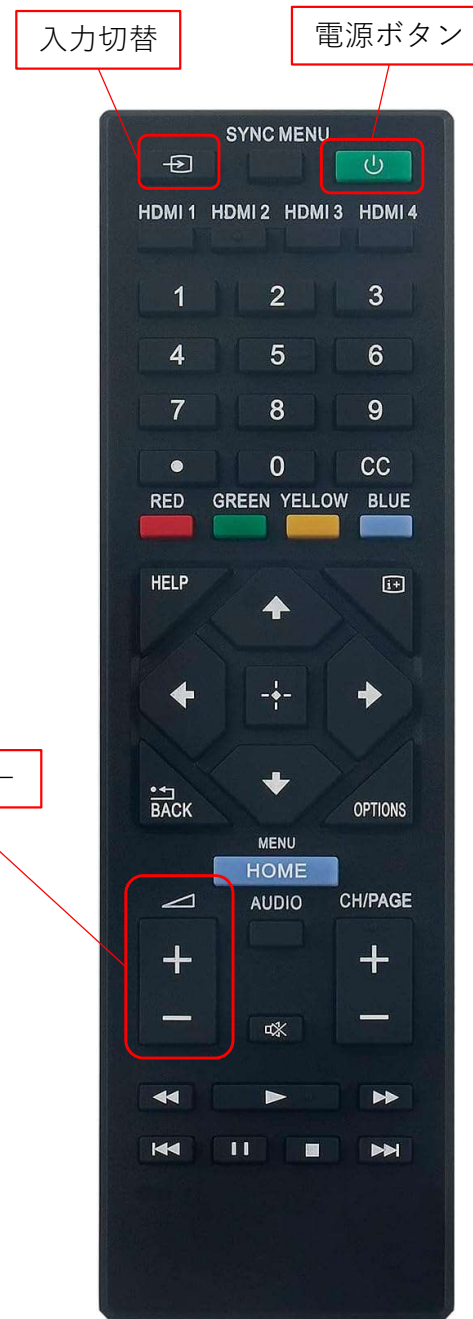 入力切替
電源ボタン
SYNC MENU
HDMI 1 HDMI 2 HDMI 3 HDMI 4
1 2 3
4 5 6
7 8 9
0 CC
RED GREEN YELLOW BLUE
HELP
i+
BACK
OPTIONS
MENU
HOME
AUDIO CH/PAGE
+ +
− −